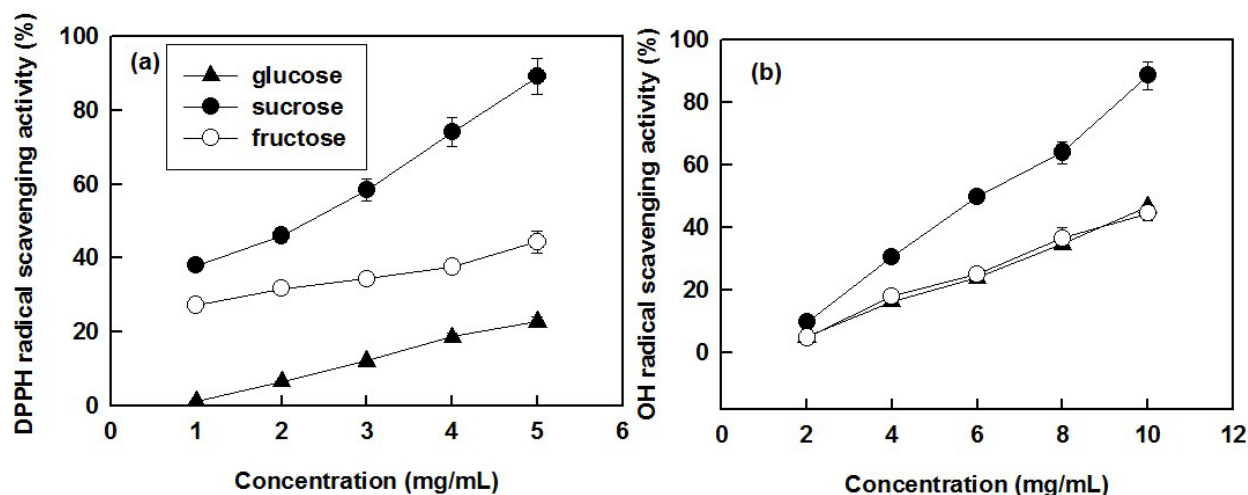 DPPH radical scavenging activity (%)
100
80
60
40
20
0
(a)
glucose
sucrose
fructose
0 1 2 3 4 5 6
Concentration (mg/mL)
OH radical scavenging activity (%)
100
80
60
40
20
0
(b)
0 2 4 6 8 10 12
Concentration (mg/mL)